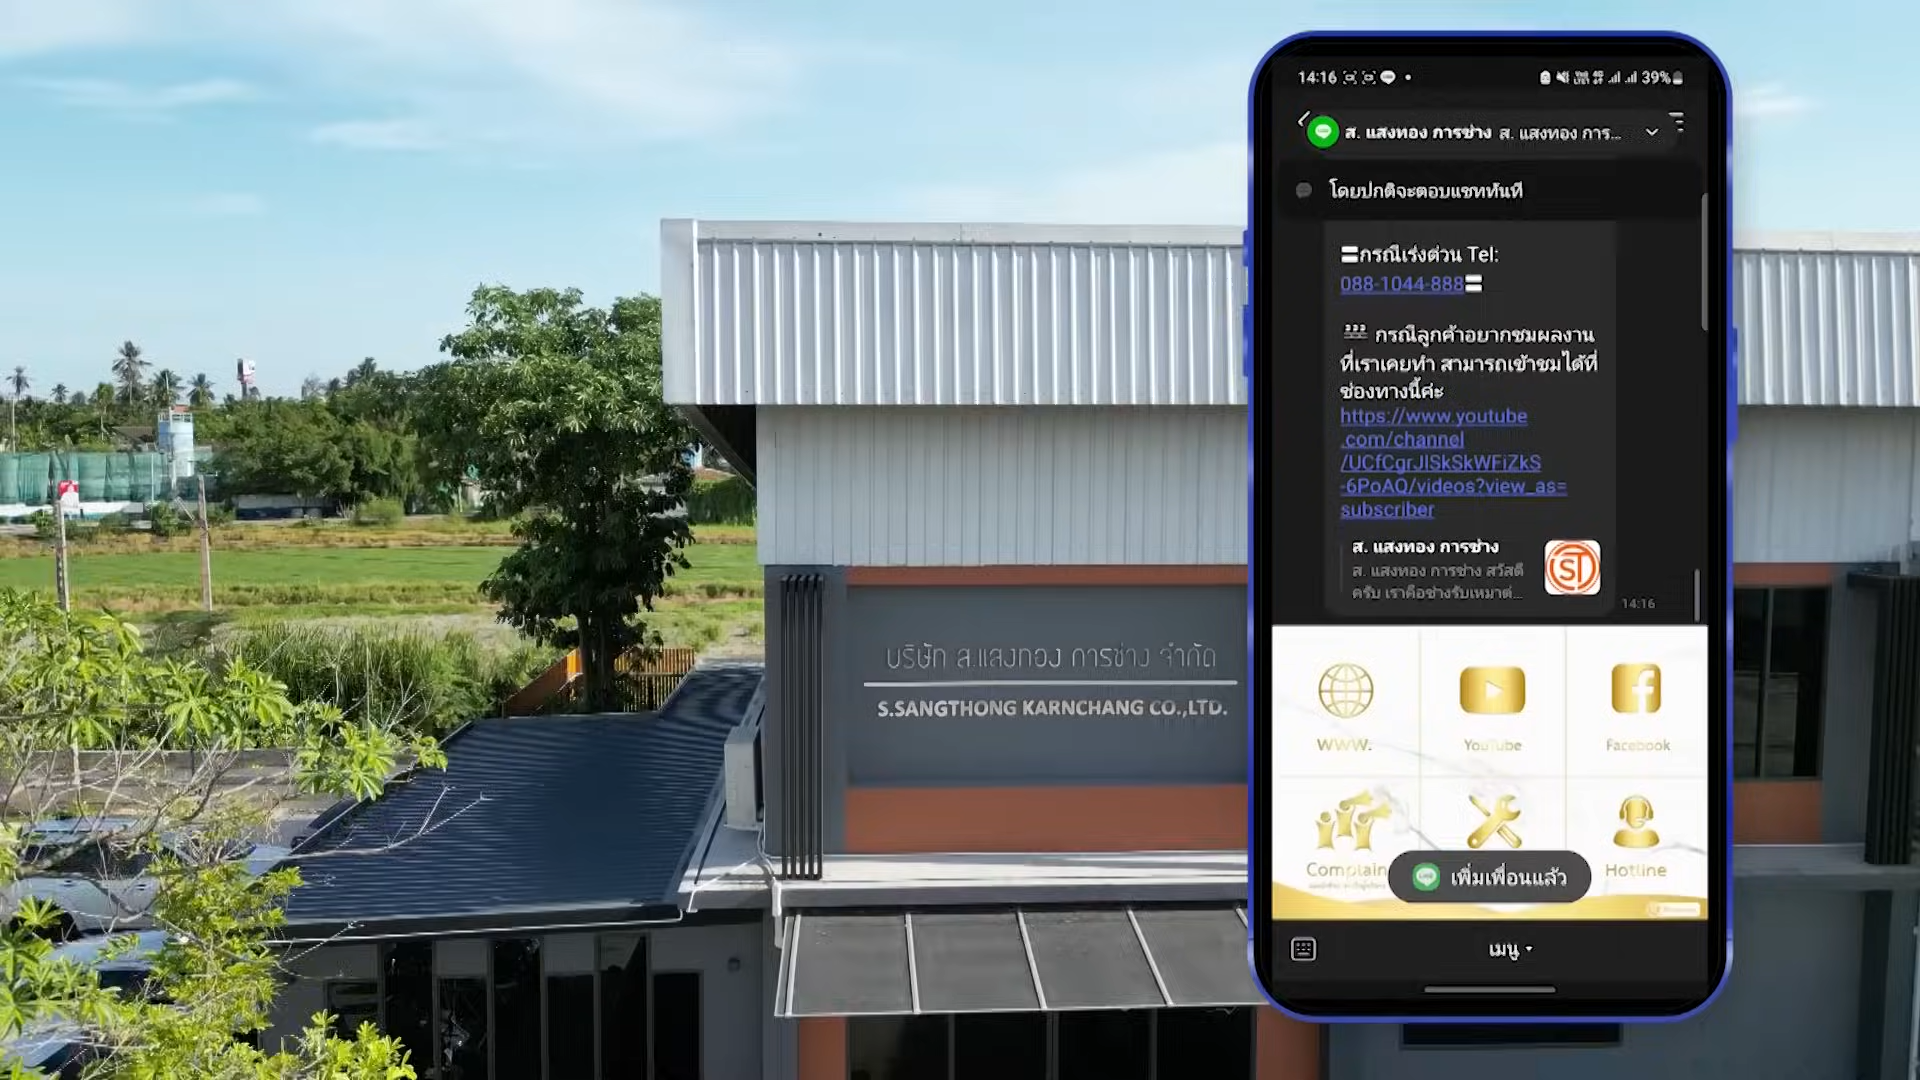 บริษัท ส.แสงทอง การช่าง จำกัด
S.SANGTHONG KARNCHANG CO.,LTD.
14:16
39%
ส. แสงทอง การช่าง ส. แสงทอง การ...
โดยปกติจะตอบแชททันที
กรณีเร่งด่วน Tel:
088-1044-888
กรณีลูกค้าอยากชมผลงาน
ที่เราเคยทำ สามารถเข้าชมได้ที่
ช่องทางนี้ค่ะ
https://www.youtube
.com/channel
/UCfCgrJISkSkWFiZkS
-6PoAQ/videos?view_as=
subscriber
ส. แสงทอง การช่าง
ส. แสงทอง การช่าง สวัสดี
ครับ เราคือช่างรับเหมาต่...
14:16
WWW.
YouTube
Facebook
Complain
Hotline
เพิ่มเพื่อนแล้ว
เมนู